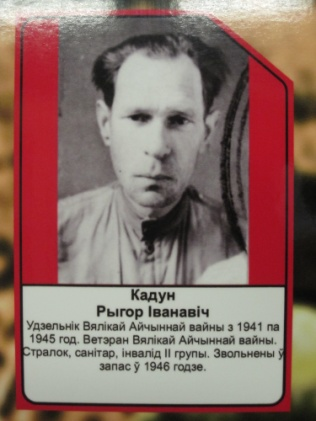 Кадун
Рыгор Іванавіч
Удзельнік Вялікай Айчыннай вайны з 1941 па
1945 год. Ветэран Вялікай Айчыннай вайны.
Стралок, санітар, інвалід ІІ групы. Звольнены ў
запас ў 1946 годзе.